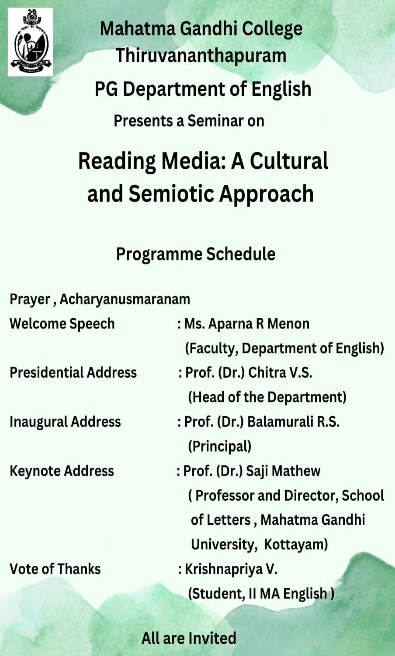 Mahatma Gandhi College
Thiruvananthapuram
PG Department of English
Presents a Seminar on
Reading Media: A Cultural
and Semiotic Approach
Programme Schedule
Prayer , Acharyanusmaranam
Welcome Speech : Ms. Aparna R Menon
(Faculty, Department of English)
Presidential Address : Prof. (Dr.) Chitra V.S.
(Head of the Department)
Inaugural Address : Prof. (Dr.) Balamurali R.S.
(Principal)
Keynote Address : Prof. (Dr.) Saji Mathew
( Professor and Director, School
of Letters , Mahatma Gandhi
University, Kottayam)
Vote of Thanks : Krishnapriya V.
(Student, II MA English )
All are Invited